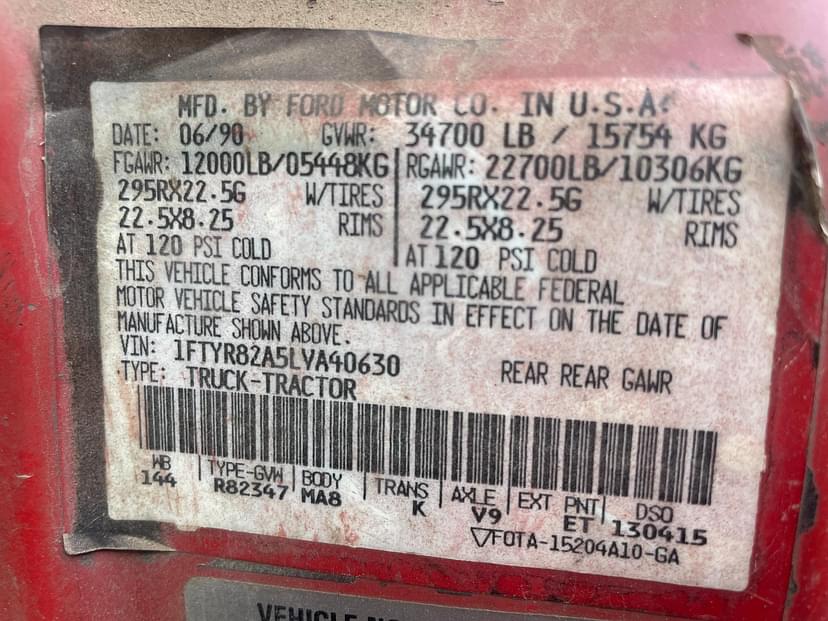 MFD. BY FORD MOTOR CO. IN U.S.A.
DATE: 06/90 GVWR: 34700 LB / 15754 KG
FGAWR: 12000LB/05448KG RGAWR: 22700LB/10306KG
295RX22.5G W/TIRES 295RX22.5G W/TIRES
22.5X8.25 RIMS 22.5X8.25 RIMS
AT 120 PSI COLD AT 120 PSI COLD
THIS VEHICLE CONFORMS TO ALL APPLICABLE FEDERAL
MOTOR VEHICLE SAFETY STANDARDS IN EFFECT ON THE DATE OF
MANUFACTURE SHOWN ABOVE.
VIN: 1FTYR82A5LVA40630 REAR REAR GAWR
TYPE: TRUCK-TRACTOR
WB TYPE-GVW BODY TRANS AXLE EXT PNT DSO
144 R82347 MA8 K V9 ET 130415
▽FOTA-15204A10-GA
VEHICLE